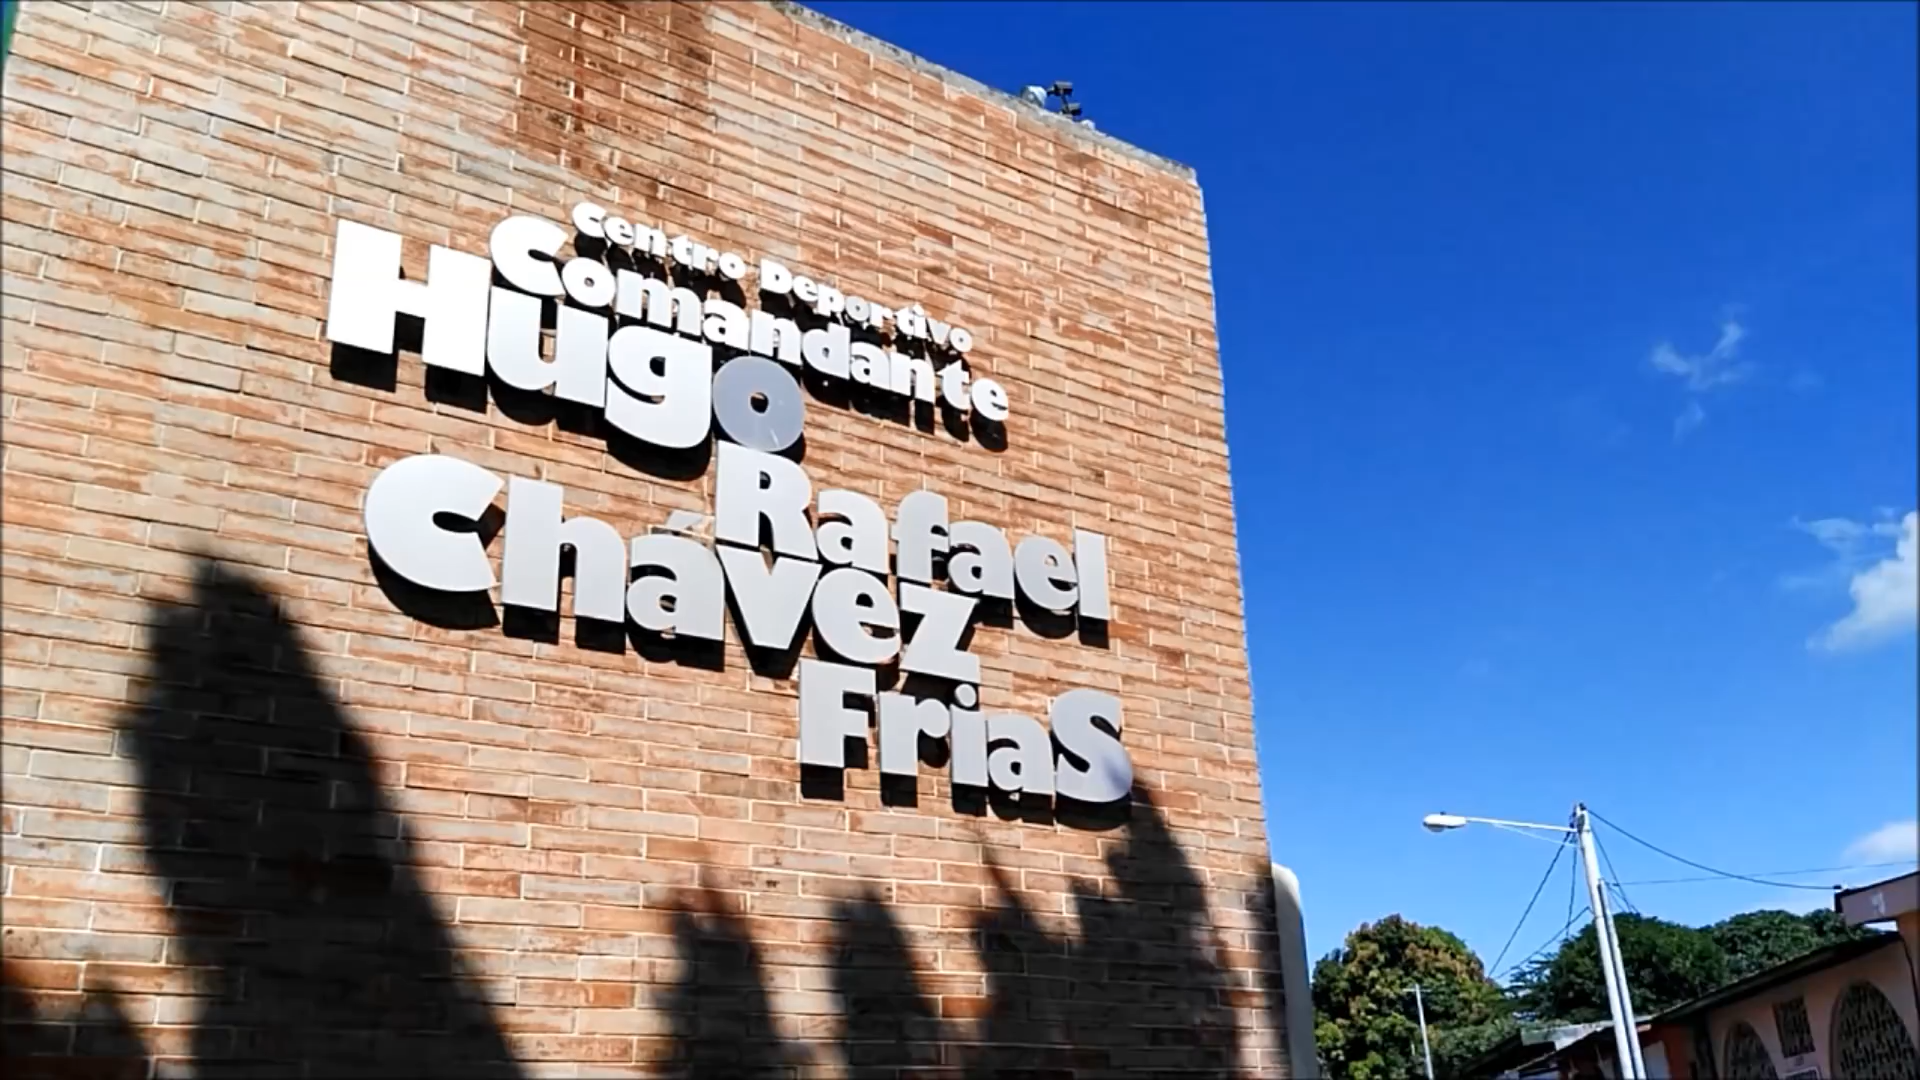 Centro Deportivo
Comandante
Hugo
Rafael
Chávez
Frias